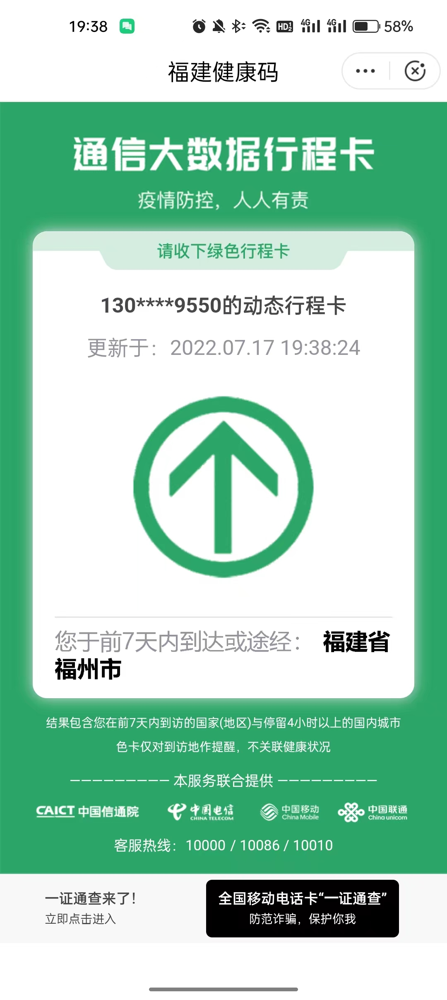 19:38
HD 1 2 4G 4G 58%
福建健康码
通信大数据行程卡
疫情防控，人人有责
请收下绿色行程卡
130****9550的动态行程卡
更新于：2022.07.17 19:38:24
您于前7天内到达或途经：福建省
福州市
结果包含您在前7天内到访的国家(地区)与停留4小时以上的国内城市
色卡仅对到访地作提醒，不关联健康状况
————————— 本服务联合提供 —————————
CAICT 中国信通院 中国电信 CHINA TELECOM 中国移动 China Mobile 中国联通 China unicom
客服热线：10000 / 10086 / 10010
一证通查来了！
立即点击进入
全国移动电话卡“一证通查”
防范诈骗，保护你我